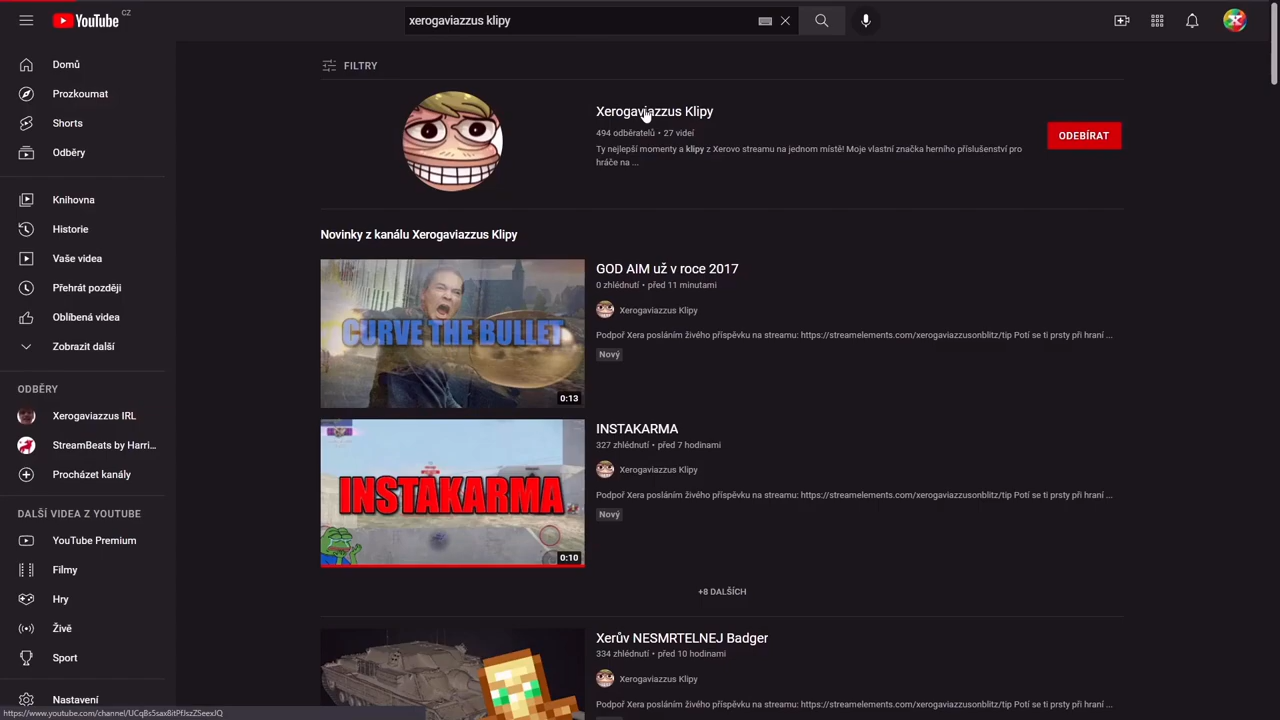 YouTube CZ
xerogaviazzus klipy
Domů
Prozkoumat
Shorts
Odběry
Knihovna
Historie
Vaše videa
Přehrát později
Oblíbená videa
Zobrazit další
ODBĚRY
Xerogaviazzus IRL
StreamBeats by Harri...
Procházet kanály
DALŠÍ VIDEA Z YOUTUBE
YouTube Premium
Filmy
Hry
Živě
Sport
Nastavení
FILTRY
Xerogaviazzus Klipy
494 odběratelů • 27 videí
Ty nejlepší momenty a klipy z Xerovo streamu na jednom místě! Moje vlastní značka herního příslušenství pro
hráče na ...
ODEBÍRAT
Novinky z kanálu Xerogaviazzus Klipy
CURVE THE BULLET
0:13
GOD AIM už v roce 2017
0 zhlédnutí • před 11 minutami
Xerogaviazzus Klipy
Podpoř Xera posláním živého příspěvku na streamu: https://streamelements.com/xerogaviazzusonblitz/tip Potí se ti prsty při hraní ...
Nový
INSTAKARMA
0:10
INSTAKARMA
327 zhlédnutí • před 7 hodinami
Xerogaviazzus Klipy
Podpoř Xera posláním živého příspěvku na streamu: https://streamelements.com/xerogaviazzusonblitz/tip Potí se ti prsty při hraní ...
Nový
+8 DALŠÍCH
Xerův NESMRTELNEJ Badger
334 zhlédnutí • před 10 hodinami
Xerogaviazzus Klipy
Podpoř Xera posláním živého příspěvku na streamu: https://streamelements.com/xerogaviazzusonblitz/tip Potí se ti prsty při hraní ...